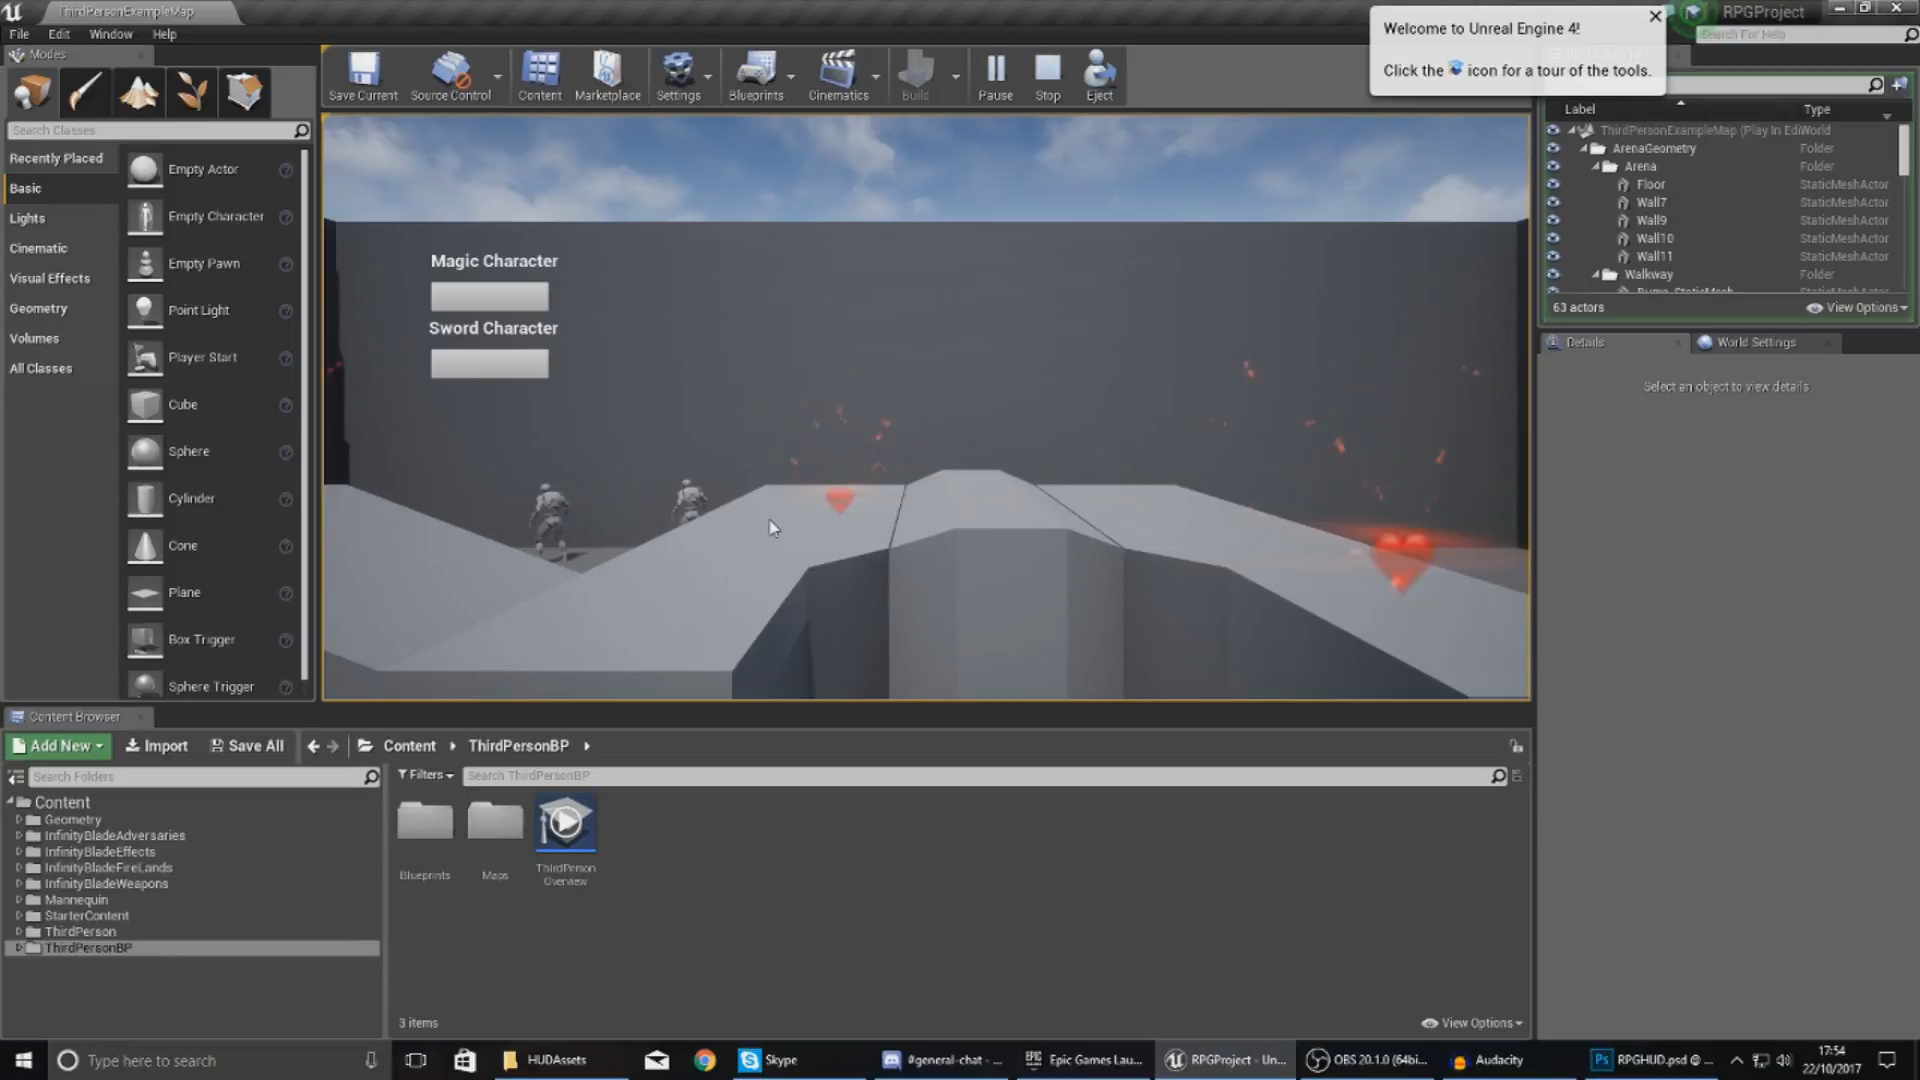 ThirdPersonExampleMap
RPGProject
File Edit Window Help
Search For Help
Welcome to Unreal Engine 4!
Click the icon for a tour of the tools.
Modes
Save Current
Source Control
Content
Marketplace
Settings
Blueprints
Cinematics
Build
Pause
Stop
Eject
Search Classes
Recently Placed
Basic
Lights
Cinematic
Visual Effects
Geometry
Volumes
All Classes
Empty Actor
Empty Character
Empty Pawn
Point Light
Player Start
Cube
Sphere
Cylinder
Cone
Plane
Box Trigger
Sphere Trigger
Magic Character
Sword Character
Label Type
ThirdPersonExampleMap (Play In Edi World
ArenaGeometry Folder
Arena Folder
Floor StaticMeshActor
Wall7 StaticMeshActor
Wall9 StaticMeshActor
Wall10 StaticMeshActor
Wall11 StaticMeshActor
Walkway Folder
63 actors
View Options
Details
World Settings
Select an object to view details
Content Browser
Add New
Import
Save All
Content
ThirdPersonBP
Search Folders
Filters
Search ThirdPersonBP
Content
Geometry
InfinityBladeAdversaries
InfinityBladeEffects
InfinityBladeFireLands
InfinityBladeWeapons
Mannequin
StarterContent
ThirdPerson
ThirdPersonBP
Blueprints
Maps
ThirdPerson
Overview
3 items
View Options
Type here to search
HUDAssets
Skype
#general-chat - ...
Epic Games Lau...
RPGProject - Un...
OBS 20.1.0 (64bi...
Audacity
Ps RPGHUD.psd @ ...
17:54
22/10/2017